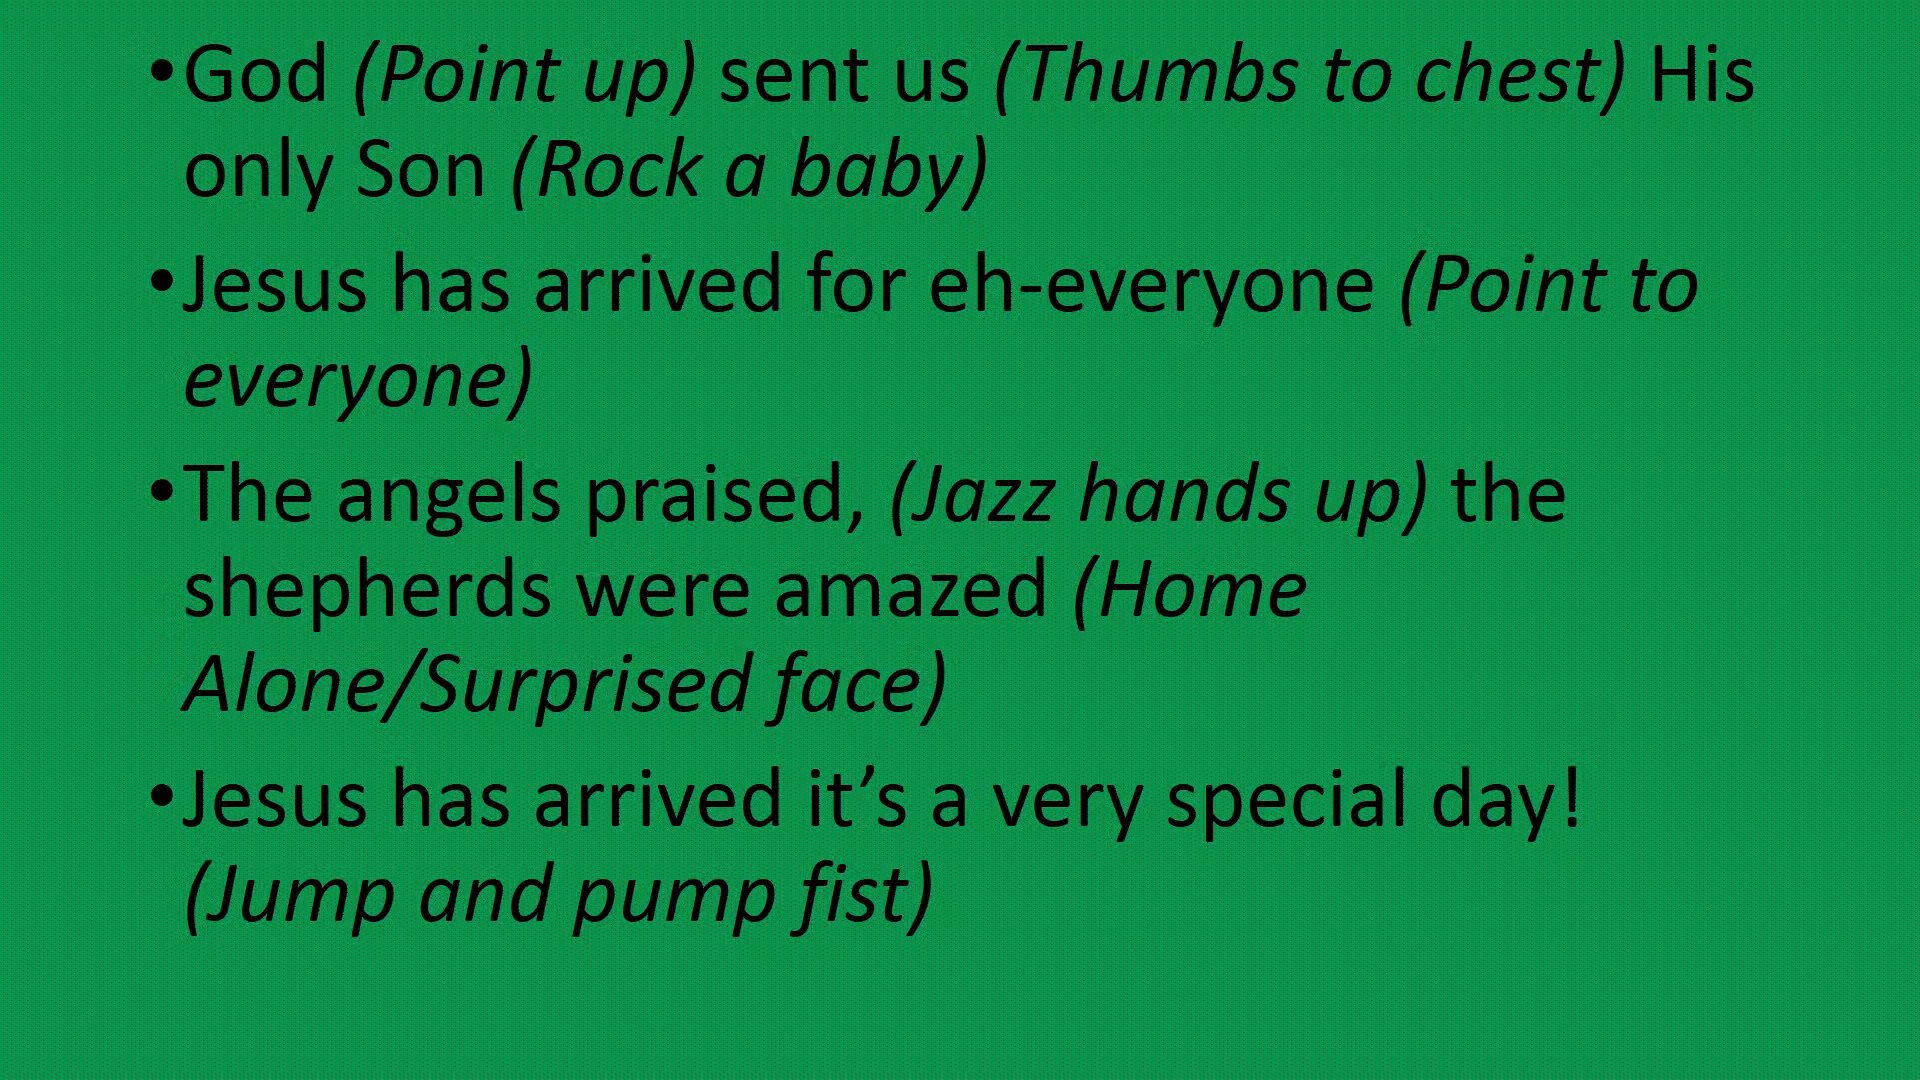 •God (Point up) sent us (Thumbs to chest) His
only Son (Rock a baby)
•Jesus has arrived for eh-everyone (Point to
everyone)
•The angels praised, (Jazz hands up) the
shepherds were amazed (Home
Alone/Surprised face)
•Jesus has arrived it’s a very special day!
(Jump and pump fist)